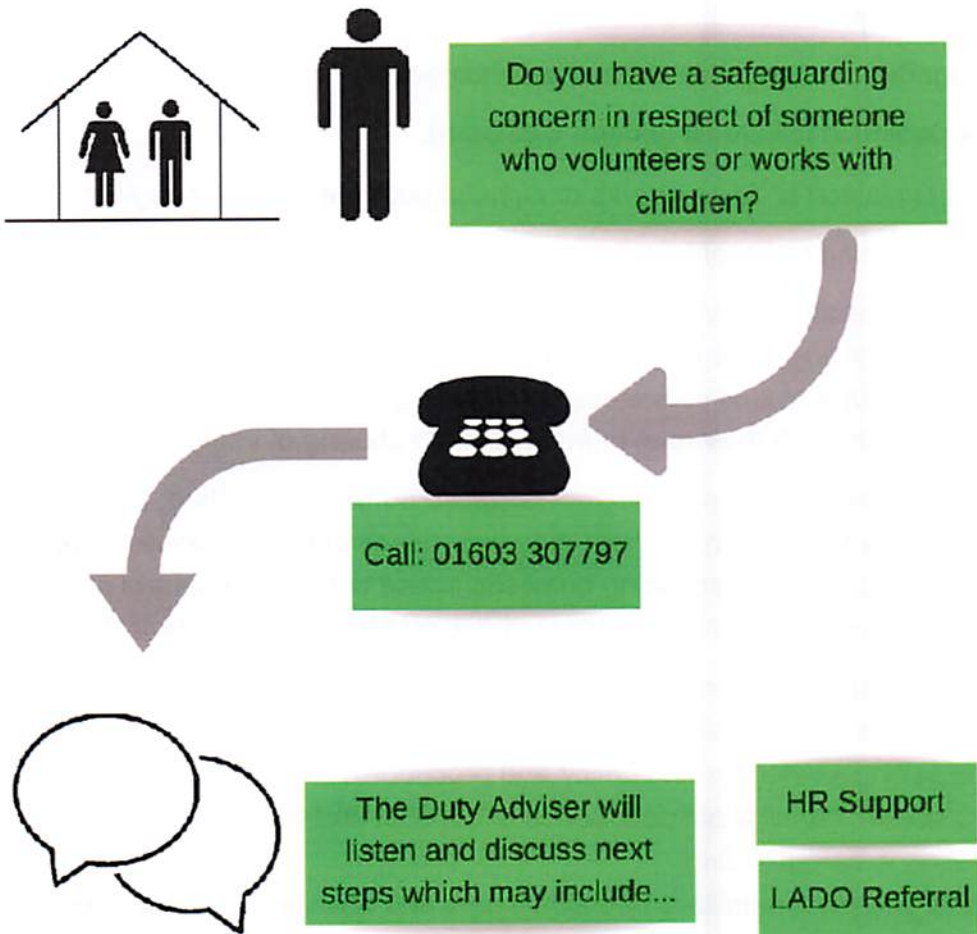 Do you have a safeguarding
concern in respect of someone
who volunteers or works with
children?
Call: 01603 307797
The Duty Adviser will
listen and discuss next
steps which may include...
HR Support
LADO Referral